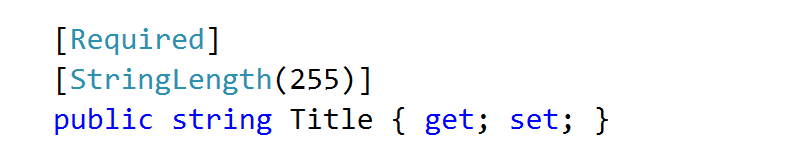 [Required]
[StringLength(255)]
public string Title { get; set; }